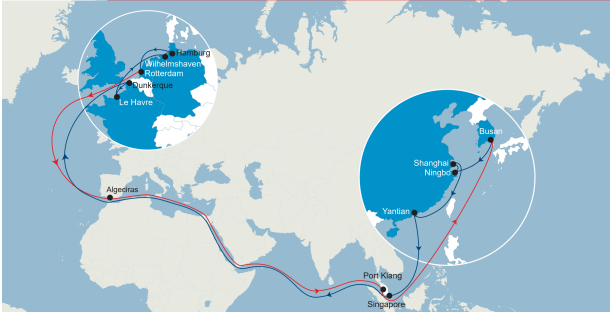 Hamburg
Wilhelmshaven
Rotterdam
Dunkerque
Le Havre
Busan
Shanghai
Ningbo
Yantian
Algeciras
Port Klang
Singapore